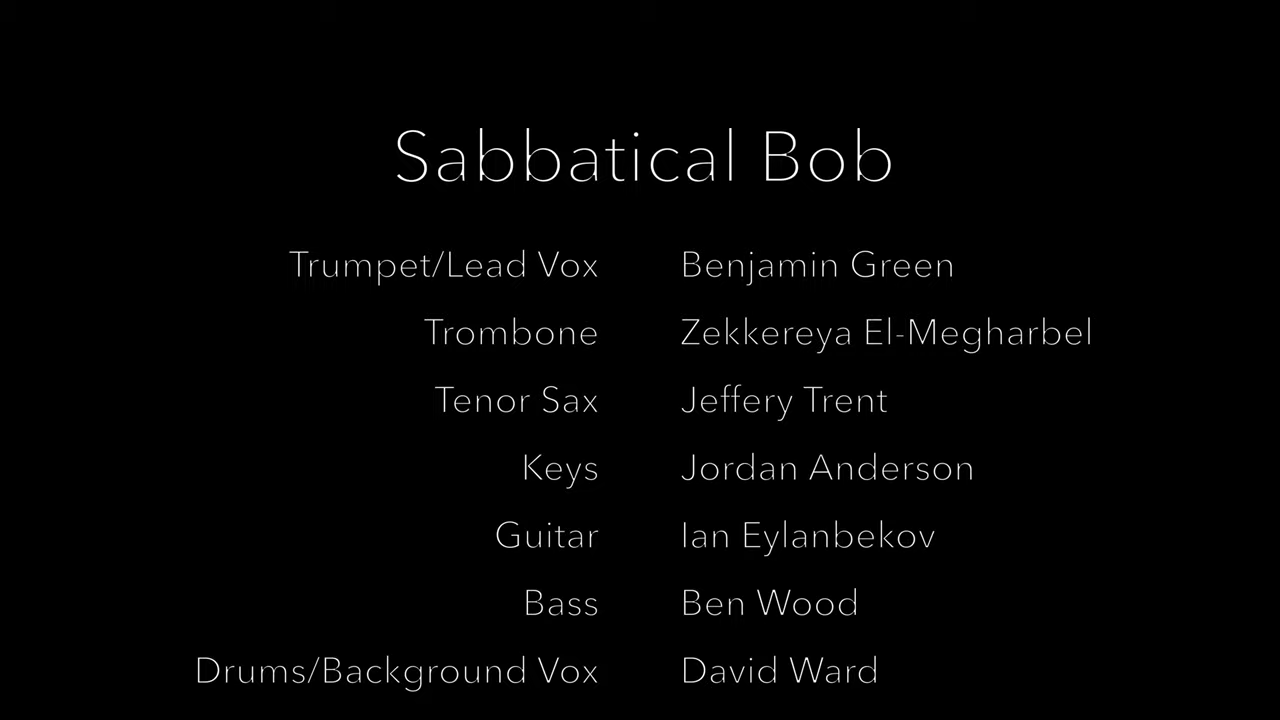 Sabbatical Bob
Trumpet/Lead Vox Benjamin Green
Trombone Zekkereya El-Megharbel
Tenor Sax Jeffery Trent
Keys Jordan Anderson
Guitar Ian Eylanbekov
Bass Ben Wood
Drums/Background Vox David Ward